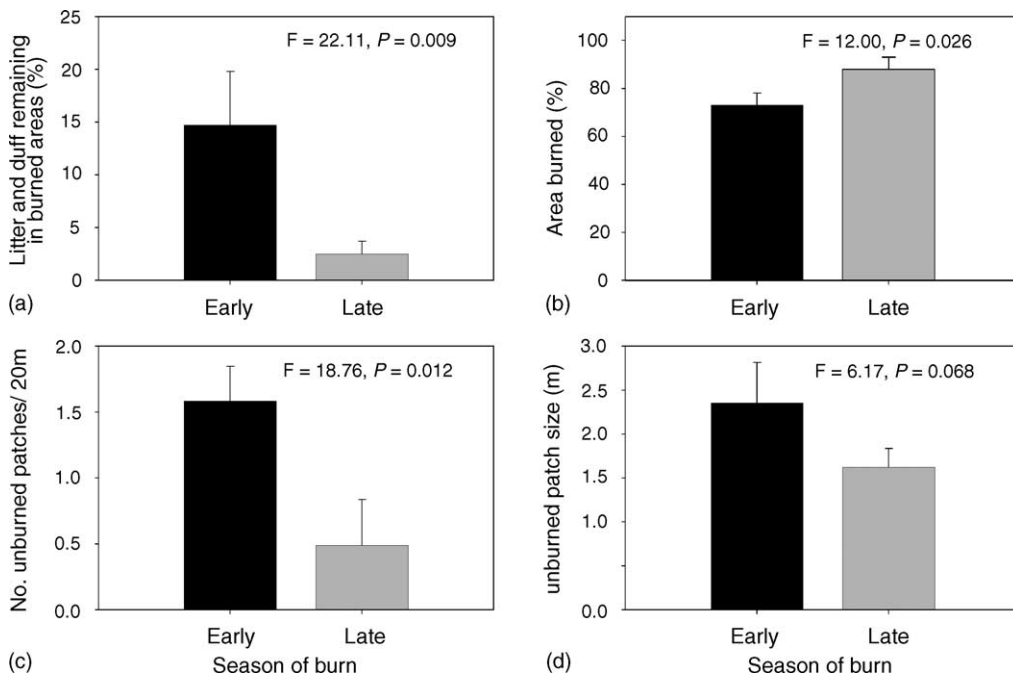 Litter and duff remaining
in burned areas (%)
25
20
15
10
5
0
F = 22.11, P = 0.009
Early Late
(a)
Area burned (%)
100
80
60
40
20
0
F = 12.00, P = 0.026
Early Late
(b)
No. unburned patches/ 20m
2.0
1.5
1.0
0.5
0.0
F = 18.76, P = 0.012
Early Late
(c)
Season of burn
unburned patch size (m)
3.0
2.5
2.0
1.5
1.0
0.0
F = 6.17, P = 0.068
Early Late
(d)
Season of burn